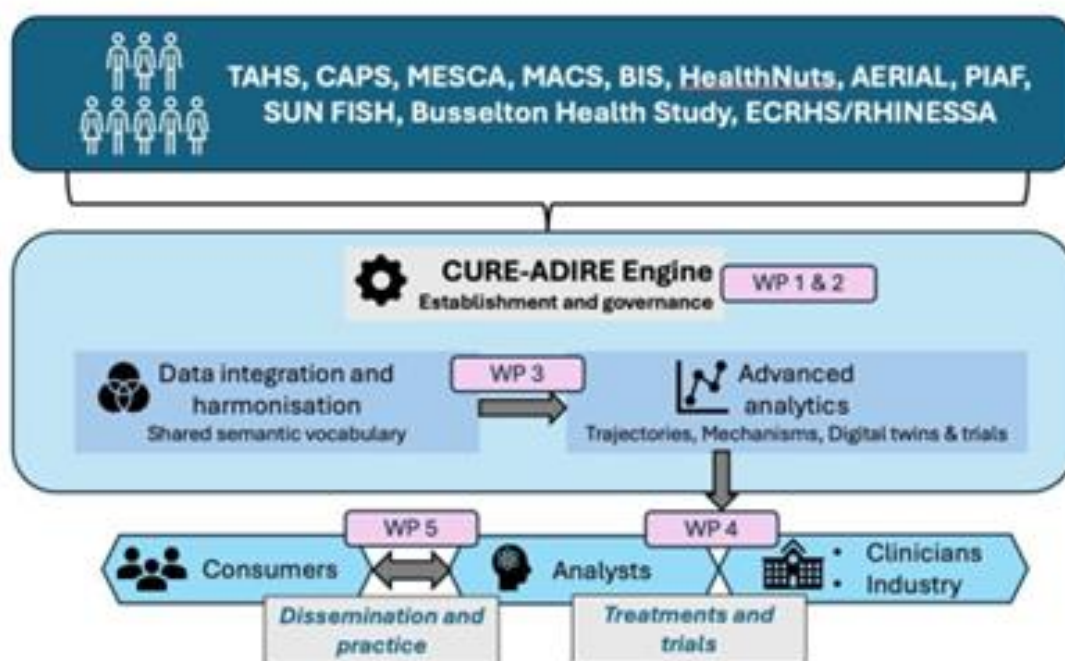 TAHS, CAPS, MESCA, MACS, BIS, HealthNuts, AERIAL, PIAF,
SUN FISH, Busselton Health Study, ECRHS/RHINESSA
CURE-ADIRE Engine
Establishment and governance
WP 1 & 2
Data integration and
harmonisation
Shared semantic vocabulary
WP 3
Advanced
analytics
Trajectories, Mechanisms, Digital twins & trials
WP 5
WP 4
Consumers
Analysts
• Clinicians
• Industry
Dissemination and
practice
Treatments and
trials